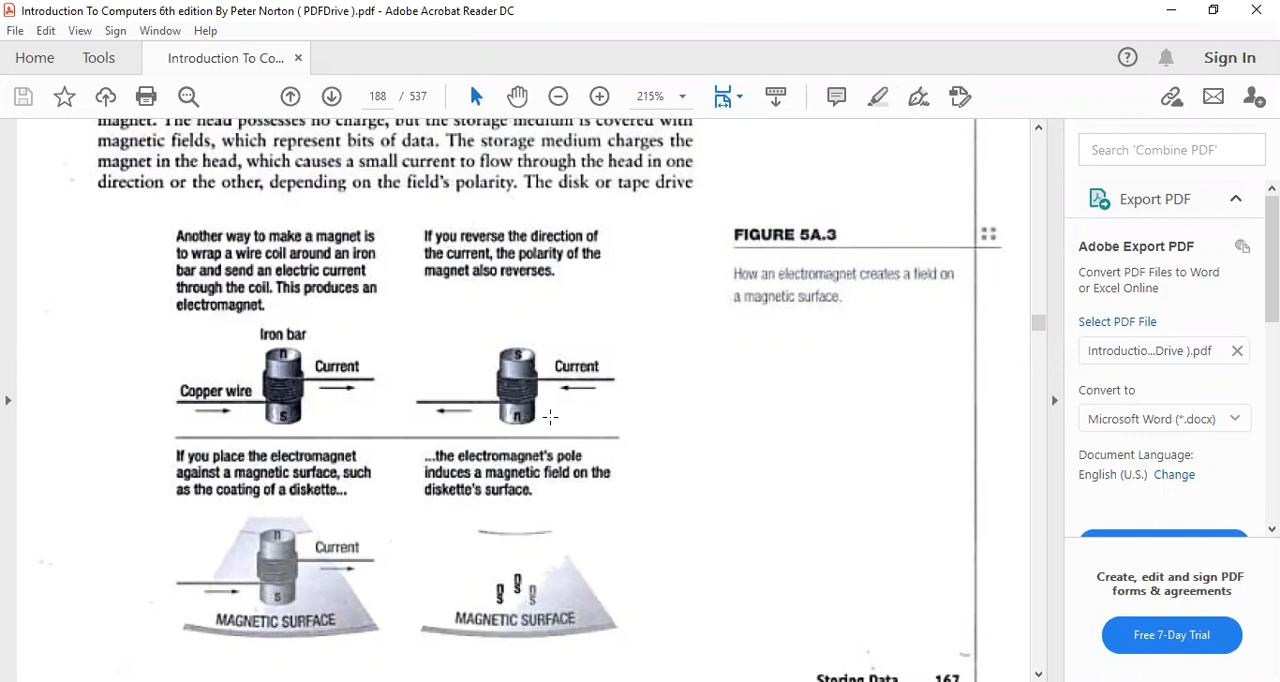 Introduction To Computers 6th edition By Peter Norton ( PDFDrive ).pdf - Adobe Acrobat Reader DC
File Edit View Sign Window Help
Home Tools Introduction To Co... ×
Sign In
188 / 537
215%
magnet. The head possesses no charge, but the storage medium is covered with
magnetic fields, which represent bits of data. The storage medium charges the
magnet in the head, which causes a small current to flow through the head in one
direction or the other, depending on the field's polarity. The disk or tape drive
Another way to make a magnet is
to wrap a wire coil around an iron
bar and send an electric current
through the coil. This produces an
electromagnet.
If you reverse the direction of
the current, the polarity of the
magnet also reverses.
FIGURE 5A.3
How an electromagnet creates a field on
a magnetic surface.
Iron bar
n
Current
Copper wire
s
s
Current
n
If you place the electromagnet
against a magnetic surface, such
as the coating of a diskette...
...the electromagnet's pole
induces a magnetic field on the
diskette's surface.
n
Current
s
MAGNETIC SURFACE
n
s
n
s
n
s
MAGNETIC SURFACE
Storing Data 167
Search 'Combine PDF'
Export PDF
Adobe Export PDF
Convert PDF Files to Word
or Excel Online
Select PDF File
Introductio...Drive ).pdf
Convert to
Microsoft Word (*.docx)
Document Language:
English (U.S.) Change
Create, edit and sign PDF
forms & agreements
Free 7-Day Trial